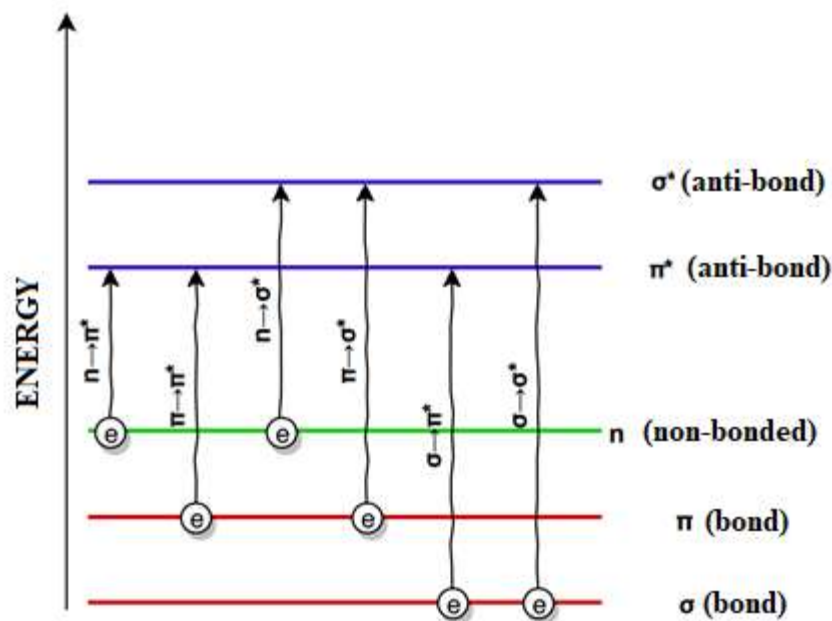 σ* (anti-bond)
π* (anti-bond)
ENERGY
n→π*
π→π*
n→σ*
π→σ*
σ→π*
σ→σ*
e
e
n (non-bonded)
e
e
π (bond)
e
e
σ (bond)